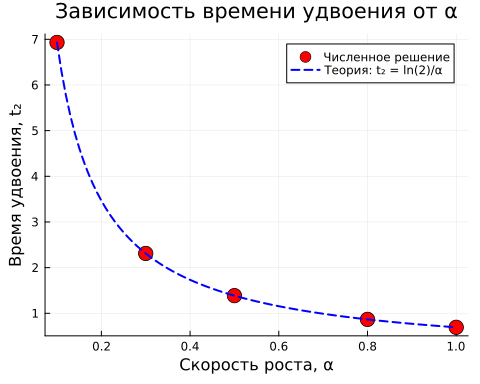 Зависимость времени удвоения от α
Численное решение
Теория: t₂ = ln(2)/α
Время удвоения, t₂
7
6
5
4
3
2
1
0.2
0.4
0.6
0.8
1.0
Скорость роста, α